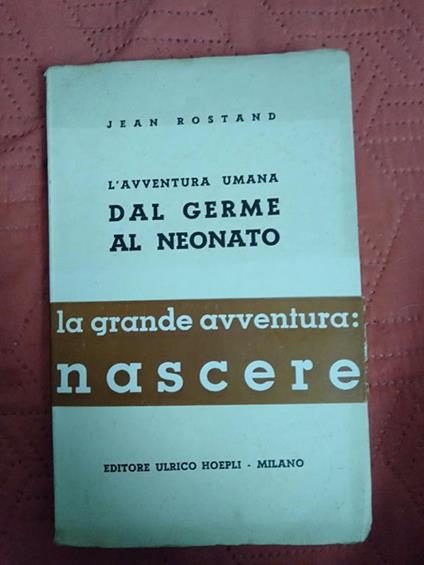 JEAN ROSTAND
L'AVVENTURA UMANA
DAL GERME
AL NEONATO
la grande avventura:
nascere
EDITORE ULRICO HOEPLI - MILANO